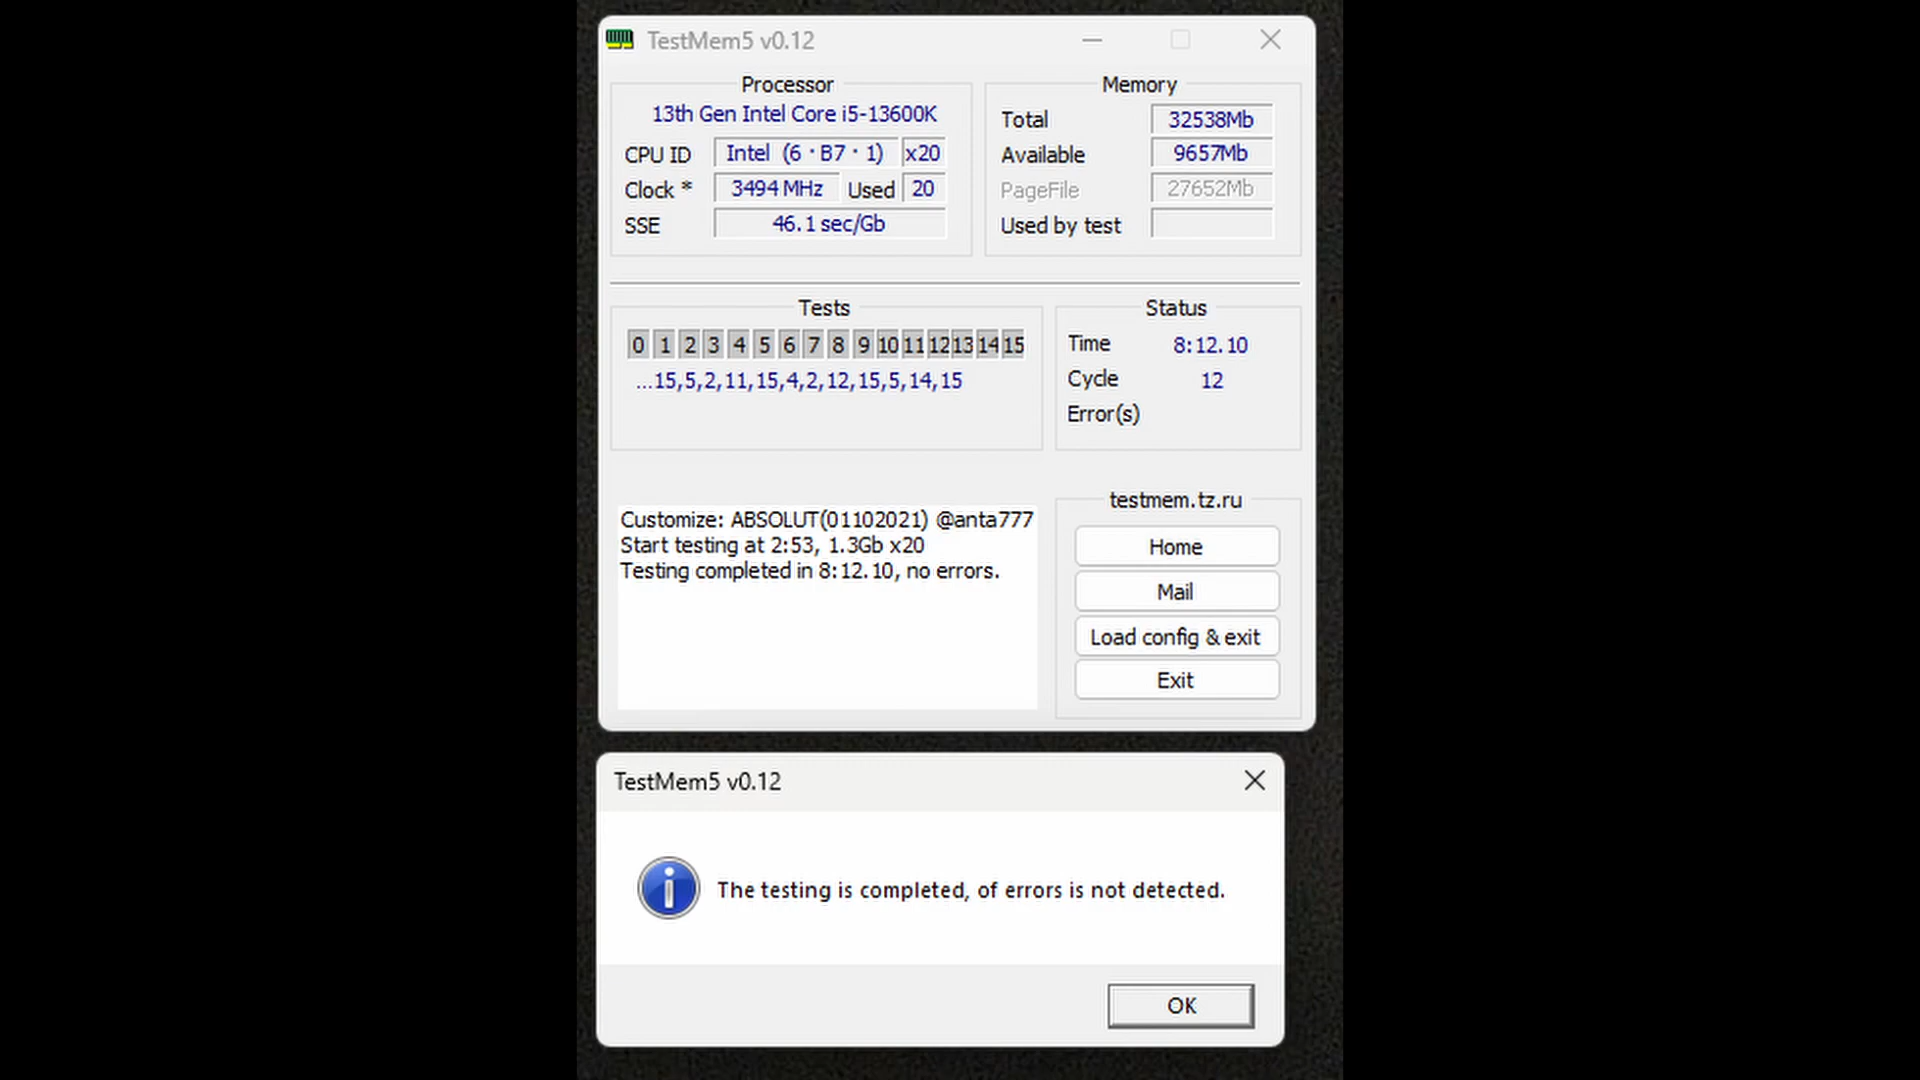 TestMem5 v0.12
Processor
13th Gen Intel Core i5-13600K
CPU ID Intel (6 · B7 · 1) x20
Clock * 3494 MHz Used 20
SSE 46.1 sec/Gb
Memory
Total 32538Mb
Available 9657Mb
PageFile 27652Mb
Used by test
Tests
0 1 2 3 4 5 6 7 8 9 10 11 12 13 14 15
...15,5,2,11,15,4,2,12,15,5,14,15
Status
Time 8:12.10
Cycle 12
Error(s)
Customize: ABSOLUT(01102021) @anta777
Start testing at 2:53, 1.3Gb x20
Testing completed in 8:12.10, no errors.
testmem.tz.ru
Home
Mail
Load config & exit
Exit
TestMem5 v0.12
The testing is completed, of errors is not detected.
OK